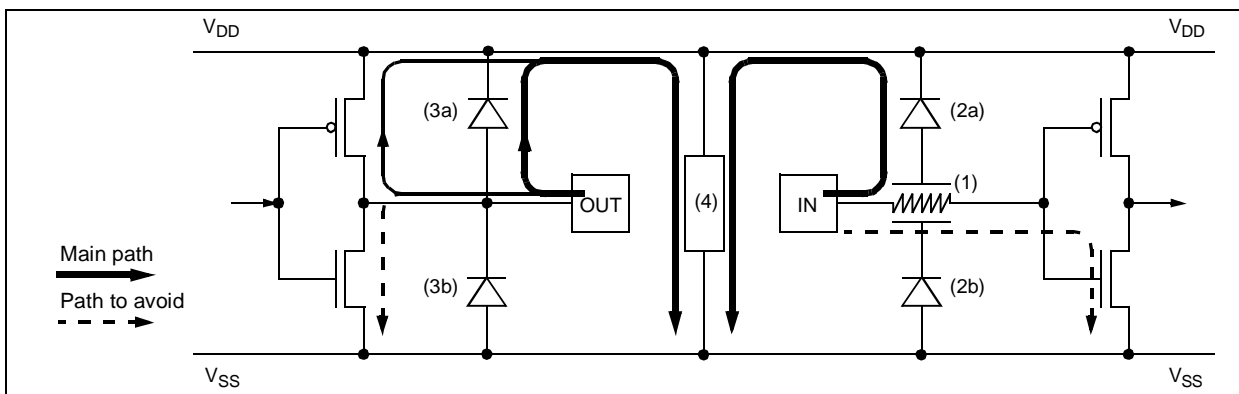 VDD
VDD
(3a)
(2a)
(1)
OUT
(4)
IN
Main path
Path to avoid
(3b)
(2b)
VSS
VSS